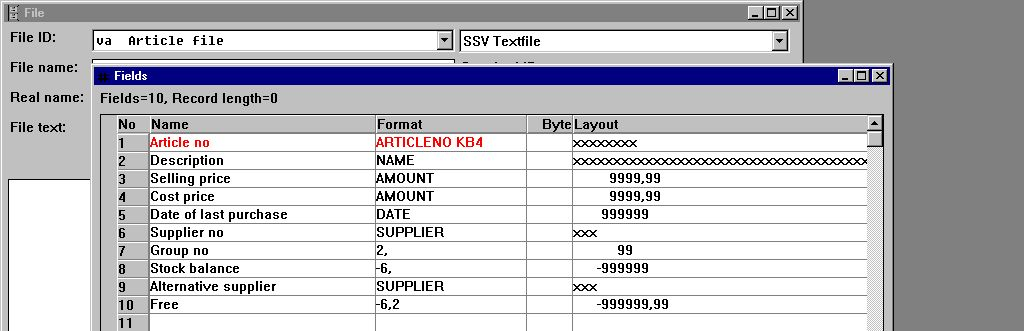 File
File ID: va Article file SSV Textfile
File name:
Fields
Real name: Fields=10, Record length=0
File text:
No Name Format Byte Layout
1 Article no ARTICLENO KB4 xxxxxxxx
2 Description NAME xxxxxxxxxxxxxxxxxxxxxxxxxxxxxxxxxxxxx
3 Selling price AMOUNT 9999,99
4 Cost price AMOUNT 9999,99
5 Date of last purchase DATE 999999
6 Supplier no SUPPLIER xxx
7 Group no 2, 99
8 Stock balance -6, -999999
9 Alternative supplier SUPPLIER xxx
10 Free -6,2 -999999,99
11